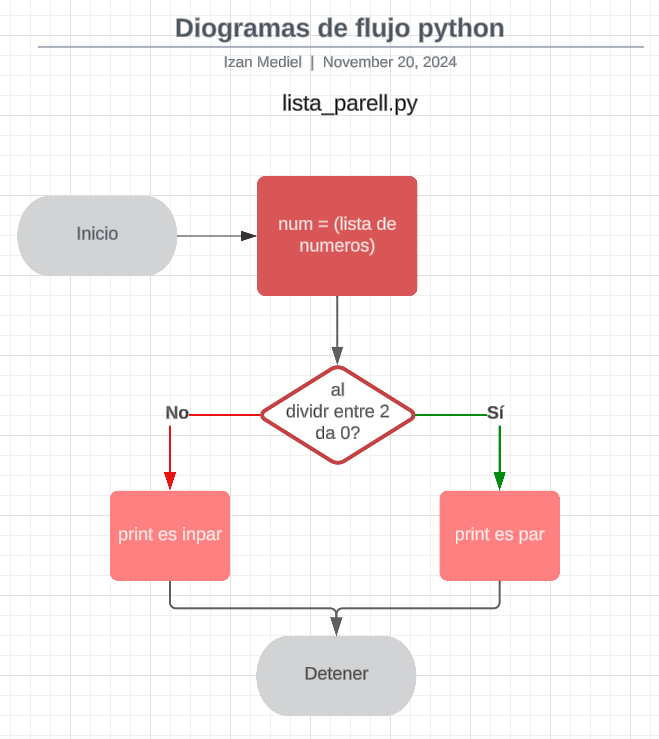 Diogramas de flujo python
Izan Mediel | November 20, 2024
lista_parell.py
Inicio
num = (lista de
numeros)
al
dividr entre 2
da 0?
No
Sí
print es inpar
print es par
Detener